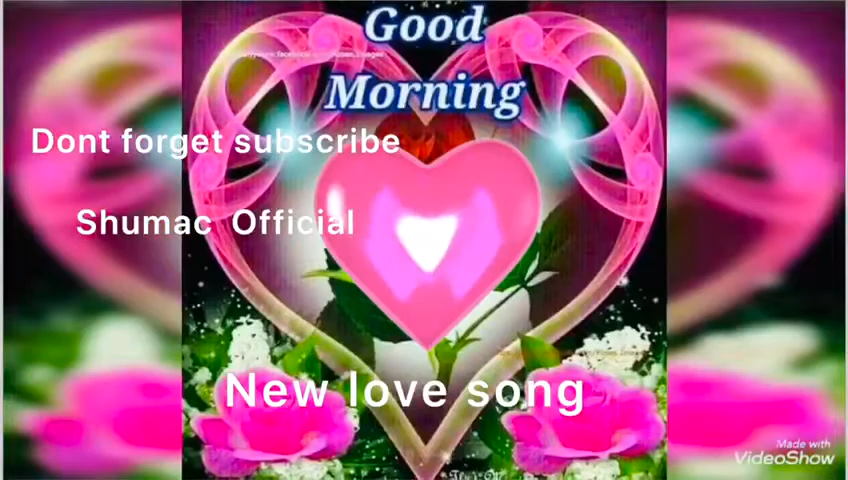 Good
Morning
Dont forget subscribe
Shumac Official
New love song
Made with
VideoShow